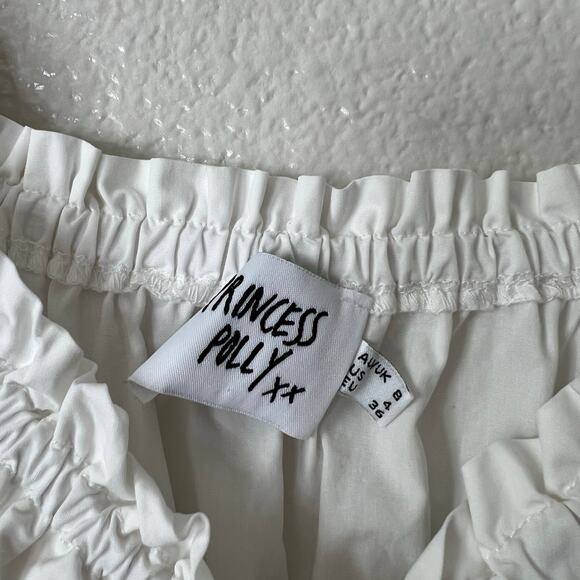 PRINCESS
POLLY xx
AU/UK 8
US 4
EU 36